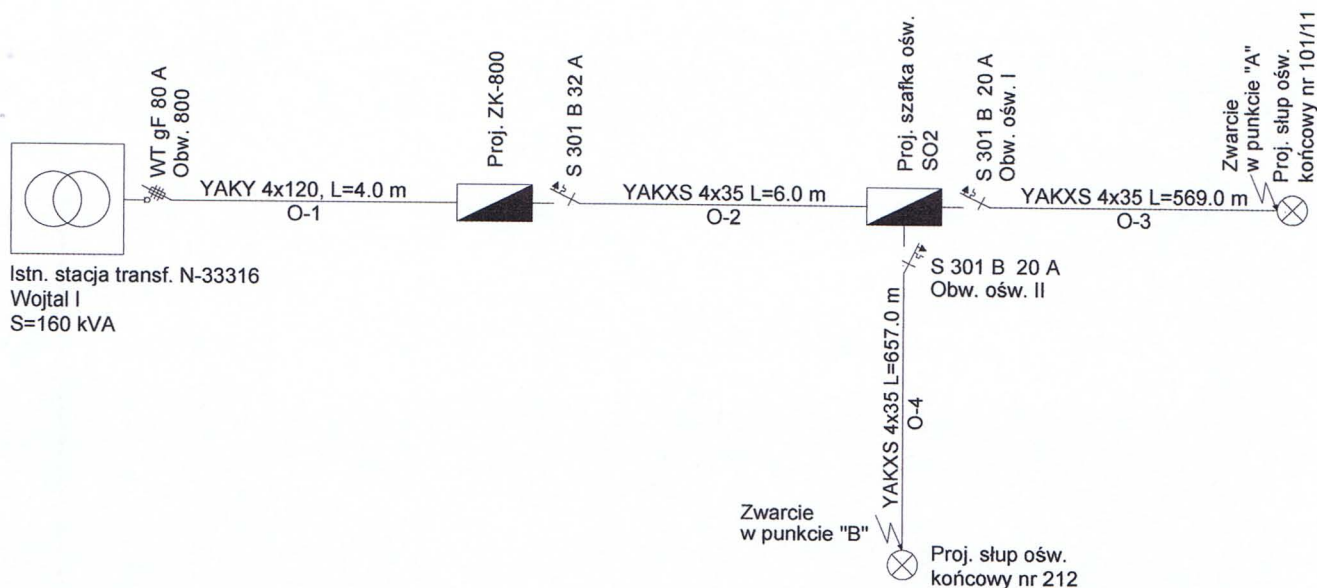 WT gF 80 A
Obw. 800
Proj. ZK-800
S 301 B 32 A
Proj. szafka ośw.
SO2
S 301 B 20 A
Obw. ośw. I
Zwarcie
w punkcie "A"
Proj. słup ośw.
końcowy nr 101/11
YAKY 4x120, L=4.0 m
O-1
YAKXS 4x35 L=6.0 m
O-2
YAKXS 4x35 L=569.0 m
O-3
Istn. stacja transf. N-33316
Wojtal I
S=160 kVA
S 301 B 20 A
Obw. ośw. II
YAKXS 4x35 L=657.0 m
O-4
Zwarcie
w punkcie "B"
Proj. słup ośw.
końcowy nr 212